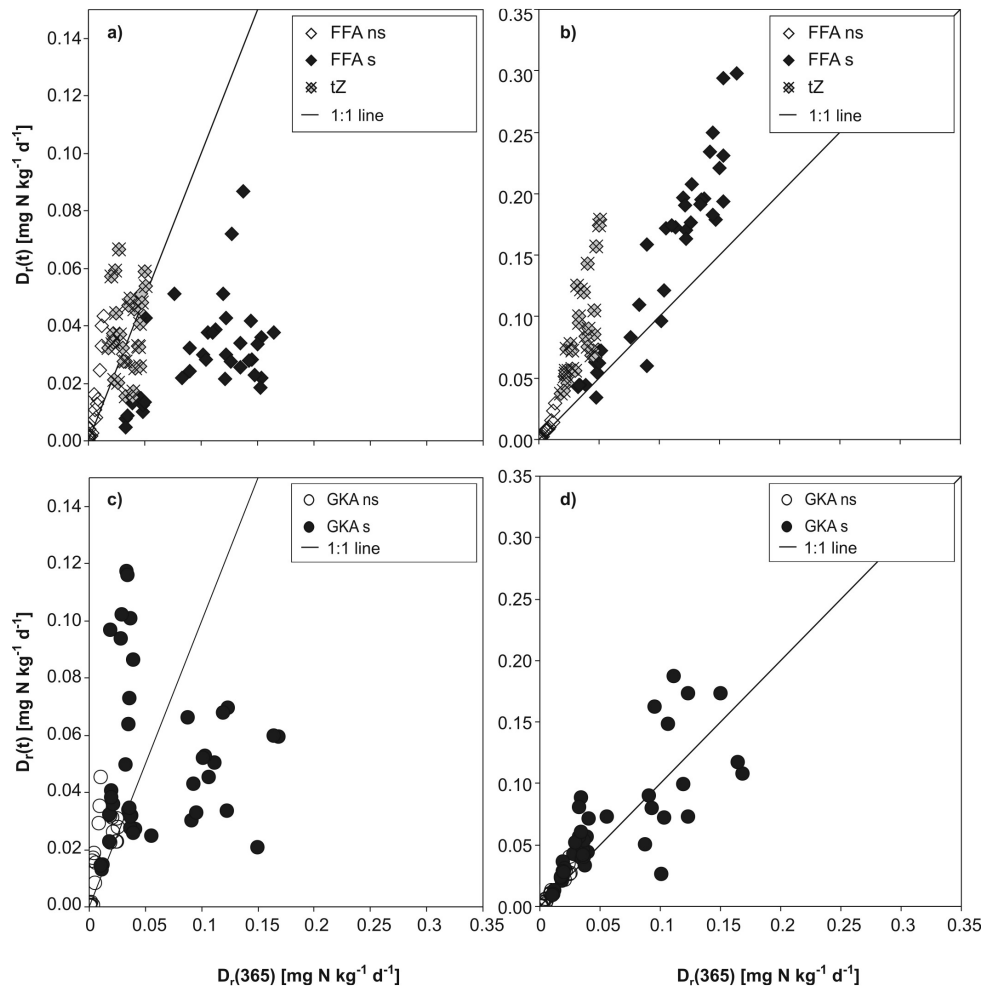 a)
FFA ns
FFA s
tZ
1:1 line
0.14
0.12
0.10
0.08
0.06
0.04
0.02
0.00
Dᵣ(t) [mg N kg⁻¹ d⁻¹]
b)
FFA ns
FFA s
tZ
1:1 line
0.35
0.30
0.25
0.20
0.15
0.10
0.05
0.00
c)
GKA ns
GKA s
1:1 line
0.14
0.12
0.10
0.08
0.06
0.04
0.02
0.00
Dᵣ(t) [mg N kg⁻¹ d⁻¹]
0 0.05 0.15 0.2 0.25 0.3 0.35
Dᵣ(365) [mg N kg⁻¹ d⁻¹]
d)
GKA ns
GKA s
1:1 line
0.35
0.30
0.25
0.20
0.15
0.10
0.05
0.00
0 0.05 0.1 0.15 0.2 0.25 0.3 0.35
Dᵣ(365) [mg N kg⁻¹ d⁻¹]